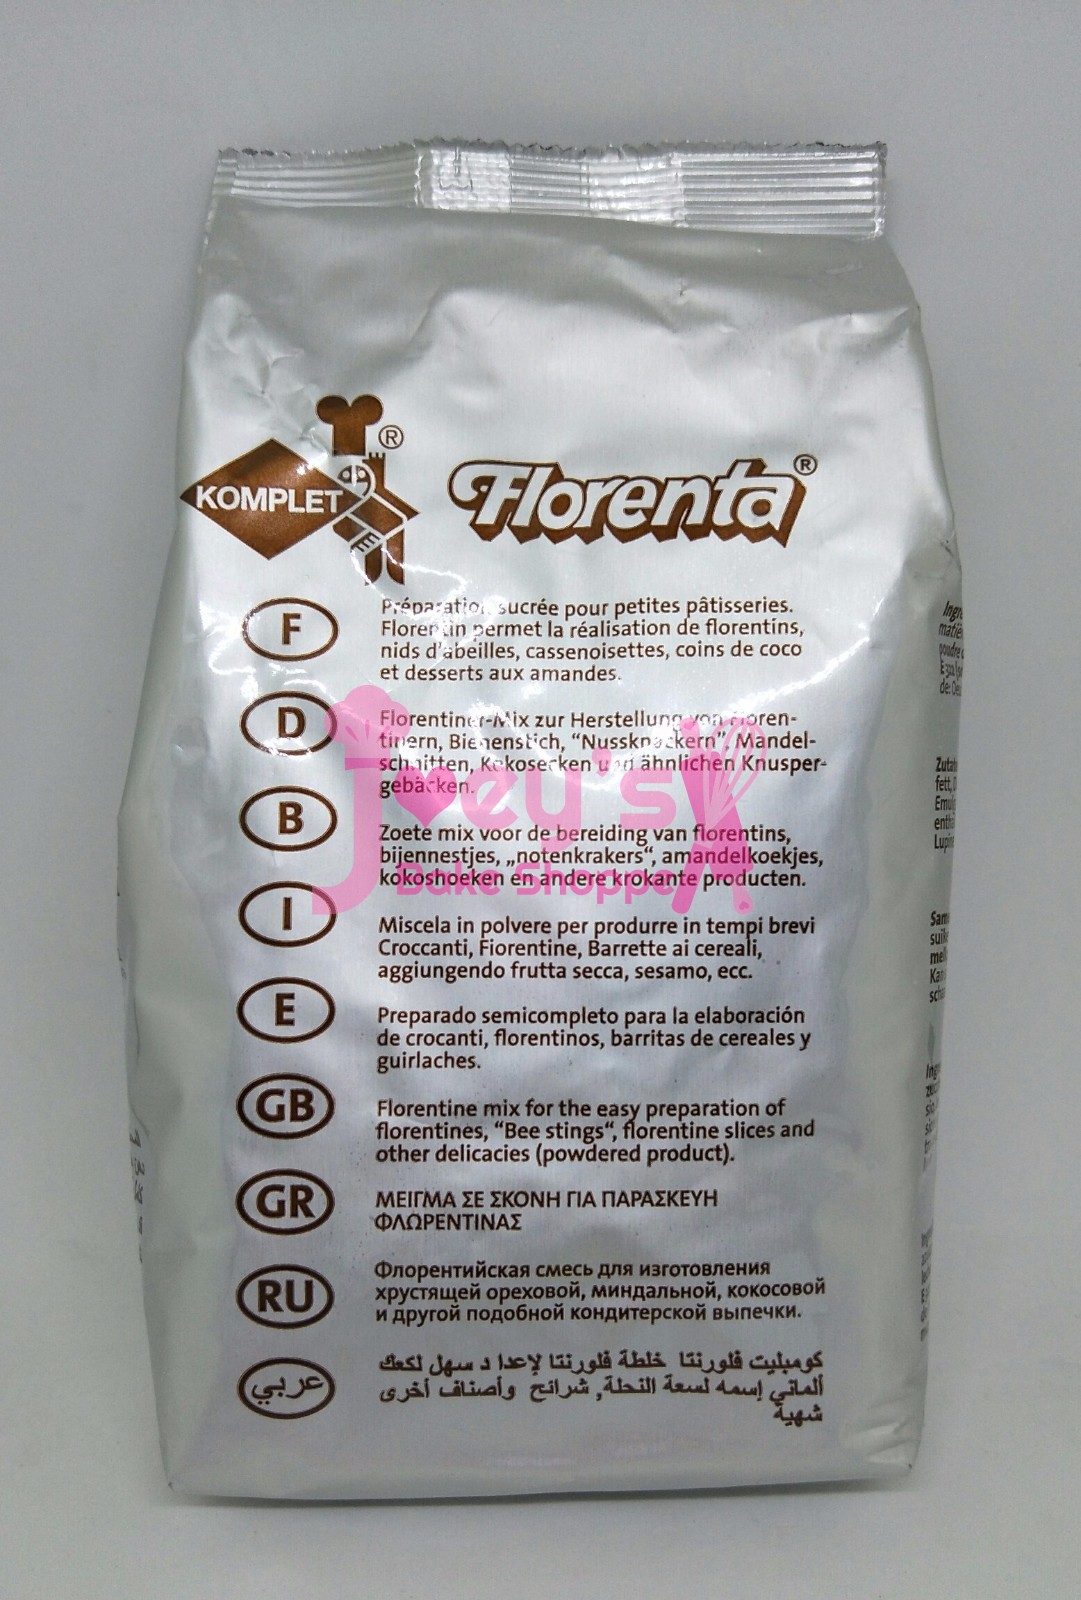 KOMPLET ®
Florenta ®
F
Préparation sucrée pour petites pâtisseries.
Florentin permet la réalisation de florentins,
nids d'abeilles, cassenoisettes, coins de coco
et desserts aux amandes.
D
Florentiner-Mix zur Herstellung von Floren-
tinern, Bienenstich, "Nussknackern", Mandel-
schnitten, Kokosecken und ähnlichen Knusper-
gebäcken.
B
Zoete mix voor de bereiding van florentins,
bijennestjes, „notenkrakers“, amandelkoekjes,
kokoshoeken en andere krokante producten.
I
Miscela in polvere per produrre in tempi brevi
Croccanti, Fiorentine, Barrette ai cereali,
aggiungendo frutta secca, sesamo, ecc.
E
Preparado semicompleto para la elaboración
de crocanti, florentinos, barritas de cereales y
guirlaches.
GB
Florentine mix for the easy preparation of
florentines, "Bee stings“, florentine slices and
other delicacies (powdered product).
GR
ΜΕΙΓΜΑ ΣΕ ΣΚΟΝΗ ΓΙΑ ΠΑΡΑΣΚΕΥΗ
ΦΛΩΡΕΝΤΙΝΑΣ
RU
Флорентийская смесь для изготовления
хрустящей ореховой, миндальной, кокосовой
и другой подобной кондитерской выпечки.
عربي
كومبليت فلورنتا خلطة فلورنتا لإعدا د سهل لكعك
ألماني إسمه لسعة النحلة, شرائح وأصناف أخرى
شهية
Joey's
Bake Shoppe